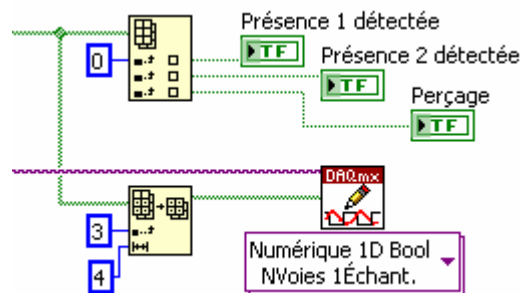 Présence 1 détectée
0
TF
Présence 2 détectée
TF
Perçage
TF
DAQmx
3
4
Numérique 1D Bool
NVoies 1Échant.